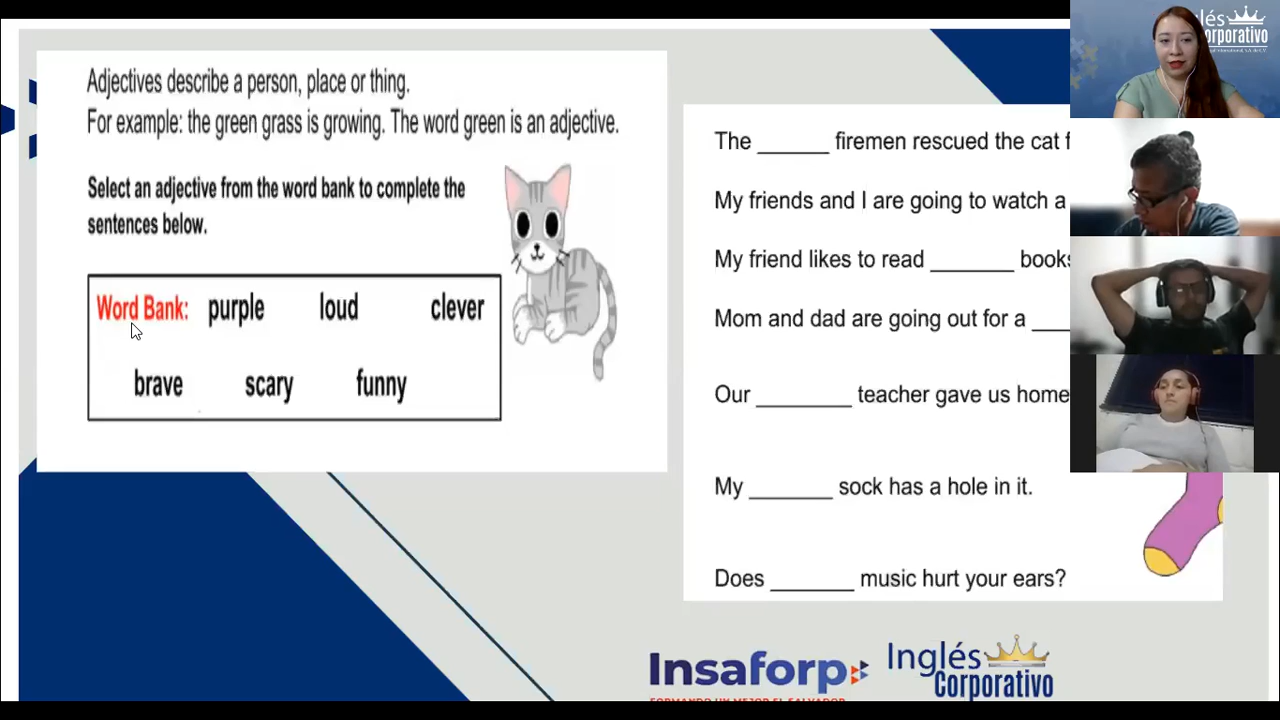 Adjectives describe a person, place or thing.
For example: the green grass is growing. The word green is an adjective.
Select an adjective from the word bank to complete the
sentences below.
Word Bank: purple loud clever
brave scary funny
The ______ firemen rescued the cat
My friends and I are going to watch a
My friend likes to read _______ books
Mom and dad are going out for a ___
Our ________ teacher gave us home
My _______ sock has a hole in it.
Does _______ music hurt your ears?
Insaforp
Inglés
Corporativo
lés
orporativo